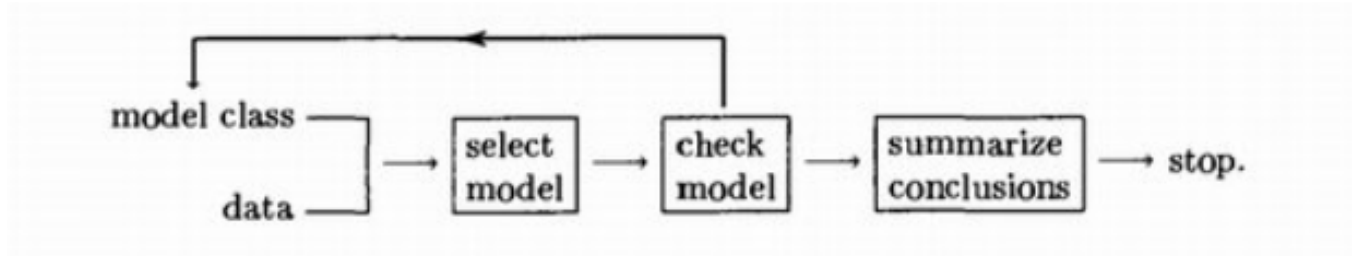 model class
data
select
model
check
model
summarize
conclusions
stop.